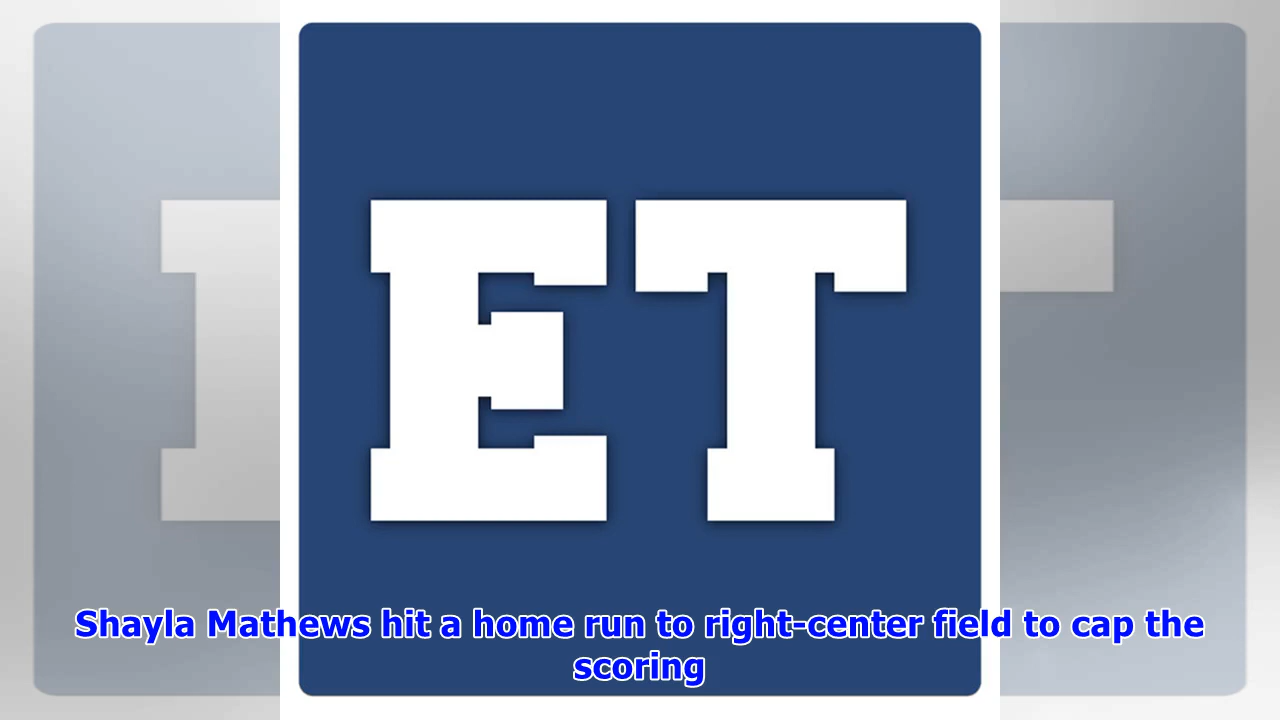 ET
Shayla Mathews hit a home run to right-center field to cap the
scoring